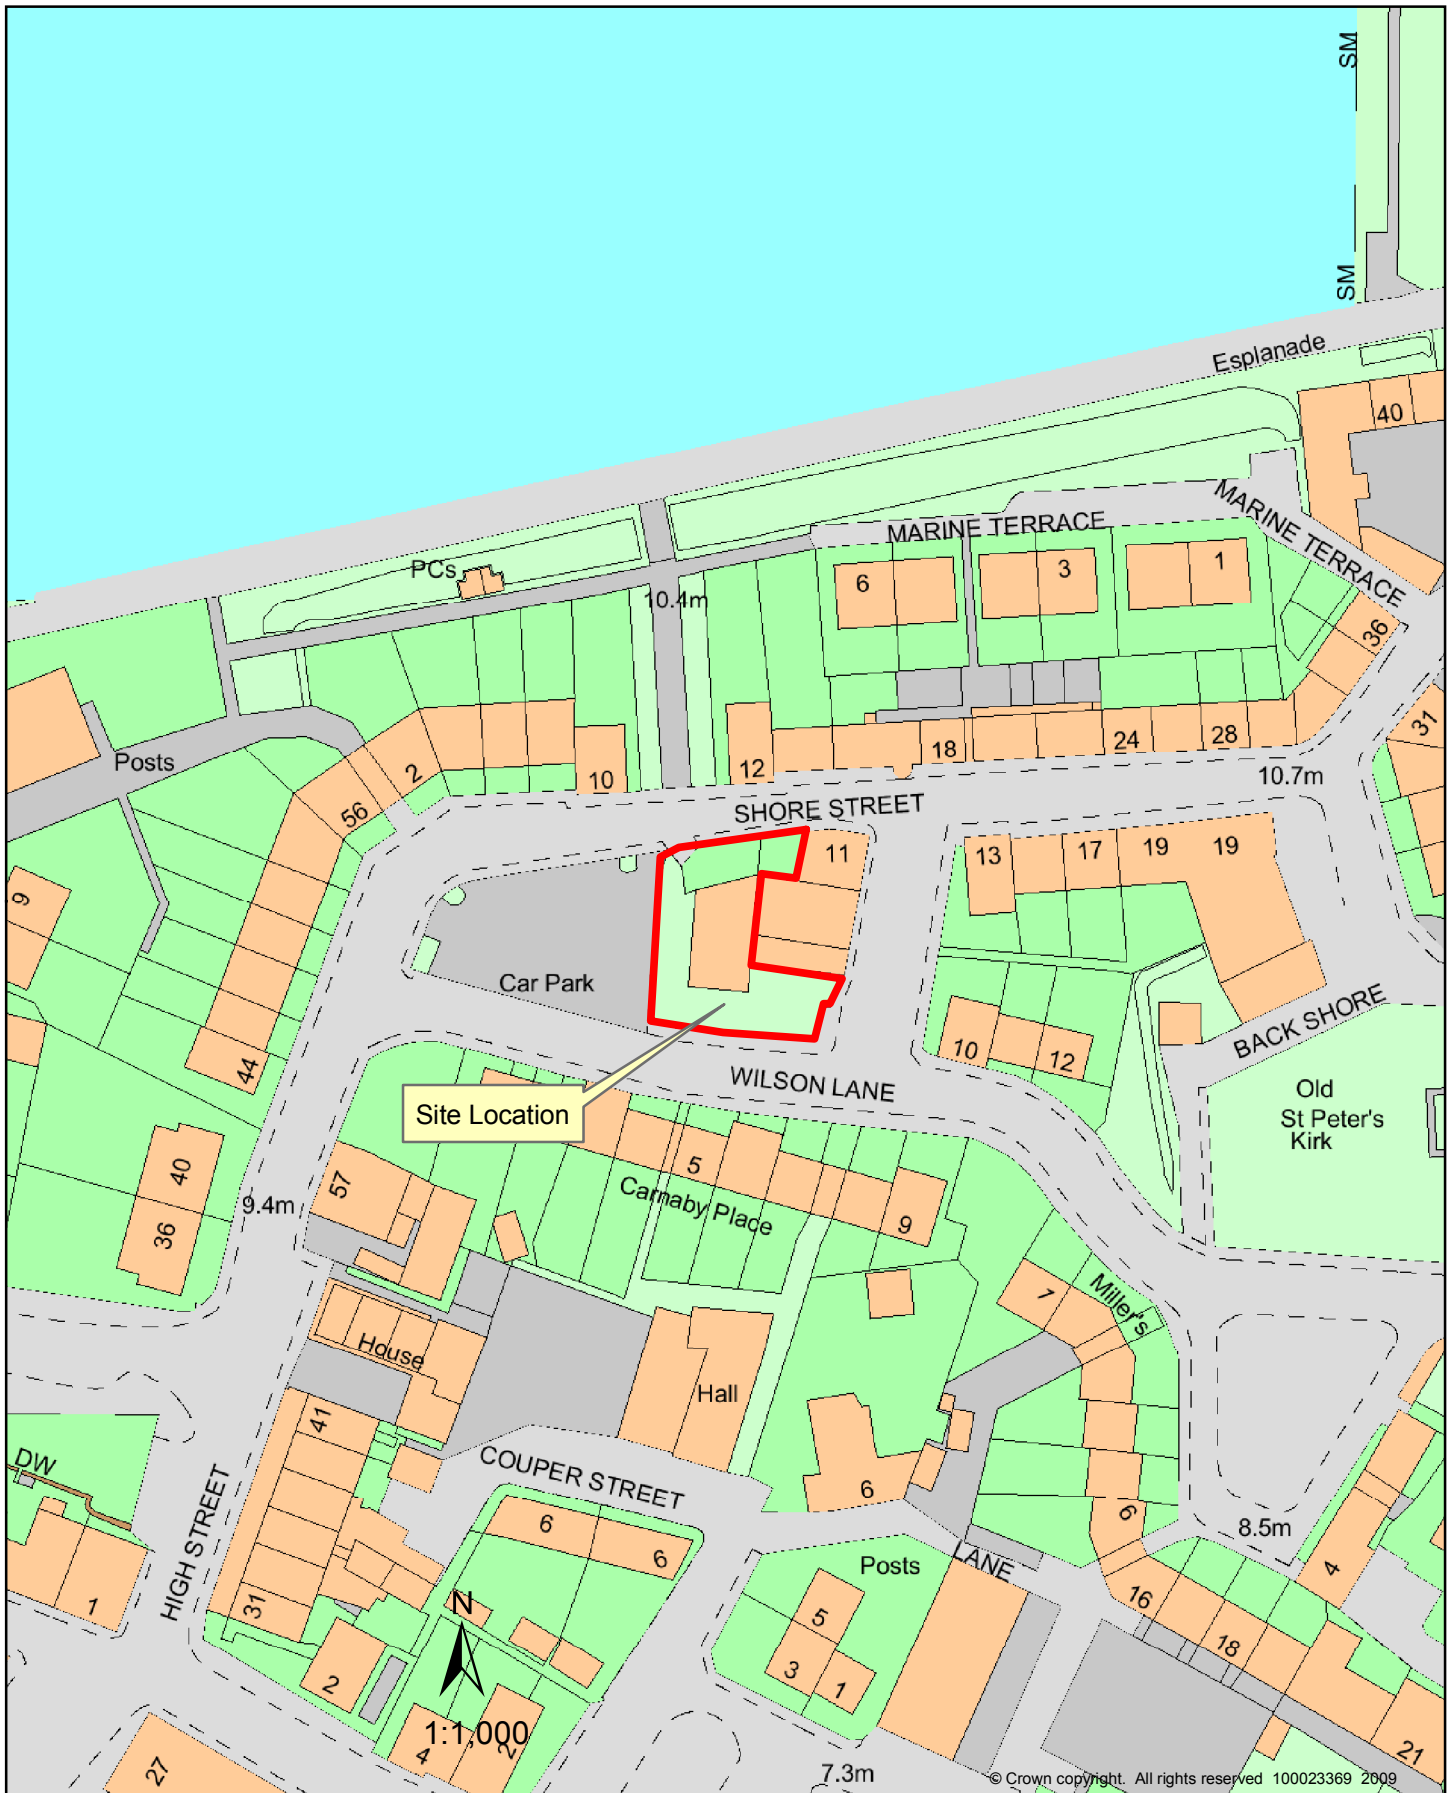 SM
SM
Esplanade
40
MARINE TERRACE
MARINE TERRACE
PCs
10.4m
6
3
1
36
31
Posts
2
56
10
12
18
24
28
10.7m
SHORE STREET
11
13
17
19
19
9
Car Park
BACK SHORE
44
10
12
WILSON LANE
Site Location
Old
St Peter's
Kirk
40
36
57
9.4m
5
Carnaby Place
9
7
Miller's
House
Hall
41
DW
COUPER STREET
6
6
6
6
8.5m
HIGH STREET
Posts
LANE
4
1
31
N
5
3
1
16
18
2
1:1,000
4
2
21
27
7.3m
© Crown copyright. All rights reserved 100023369 2009